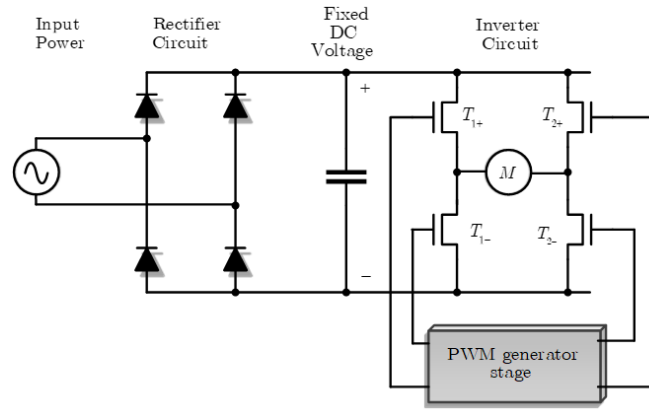 Input
Power
Rectifier
Circuit
Fixed
DC
Voltage
Inverter
Circuit
+
−
T1+
T2+
M
T1−
T2−
PWM generator
stage